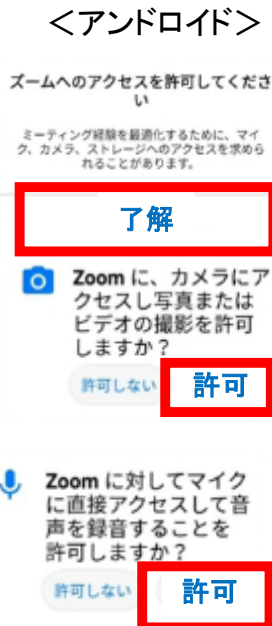 ＜アンドロイド＞
ズームへのアクセスを許可してくださ
い
ミーティング経験を最適化するために、マイ
ク、カメラ、ストレージへのアクセスを求めら
れることがあります。
了解
Zoom に、カメラにア
クセスし写真または
ビデオの撮影を許可
しますか？
許可しない 許可
Zoom に対してマイク
に直接アクセスして音
声を録音することを
許可しますか？
許可しない 許可